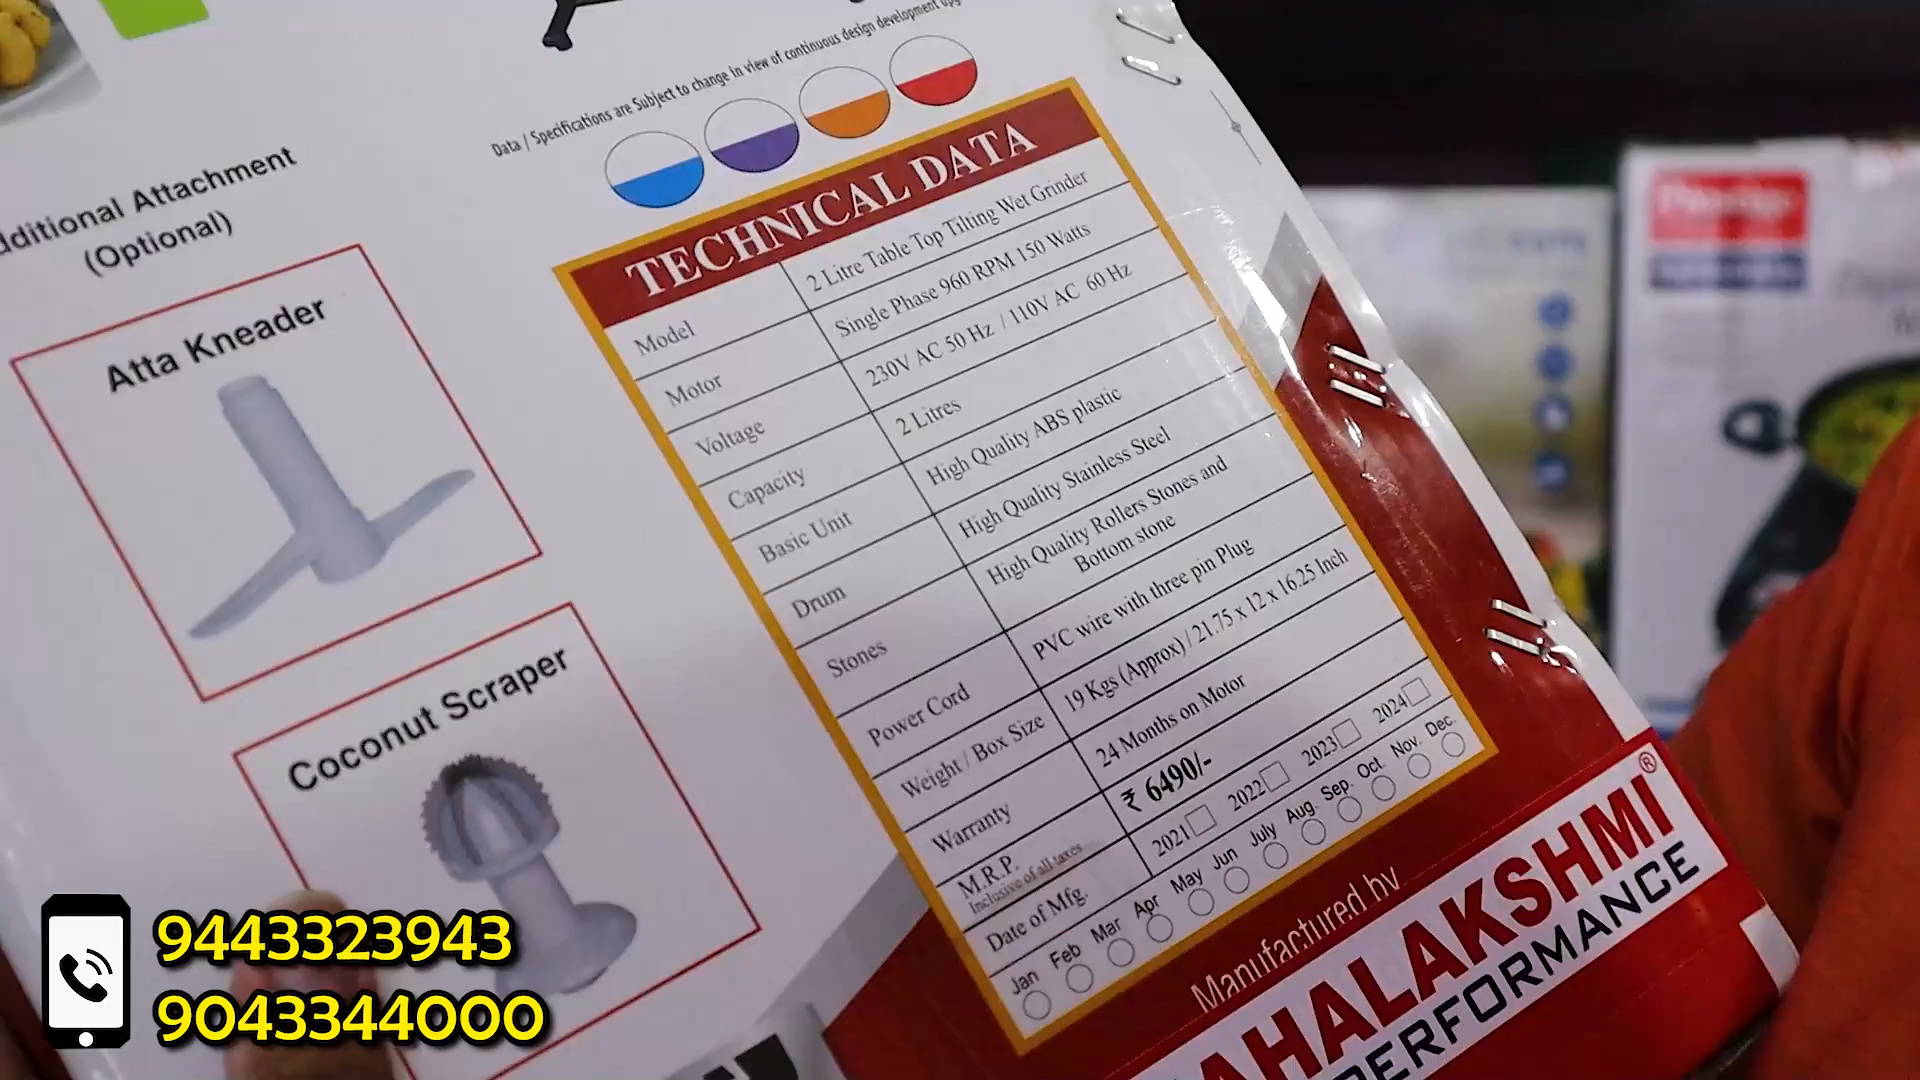 Data / Specifications are Subject to change in view of continuous design development
TECHNICAL DATA
Model 2 Litre Table Top Tilting Wet Grinder
Motor Single Phase 960 RPM 150 Watts
Voltage 230V AC 50 Hz / 110V AC 60 Hz
Capacity 2 Litres
Basic Unit High Quality ABS plastic
Drum High Quality Stainless Steel
Stones High Quality Rollers Stones and
Bottom stone
Power Cord PVC wire with three pin Plug
Weight / Box Size 19 Kgs (Approx) / 21.75 x 12 x 16.25 Inch
Warranty 24 Months on Motor
M.R.P. ₹ 6490/-
Inclusive of all taxes
Date of Mfg. 2021 2022 2023 2024
Jan Feb Mar Apr May Jun July Aug. Sep. Oct. Nov. Dec.
Manufactured by
AHALAKSHMI®
PERFORMANCE
dditional Attachment
(Optional)
Atta Kneader
Coconut Scraper
9443323943
9043344000